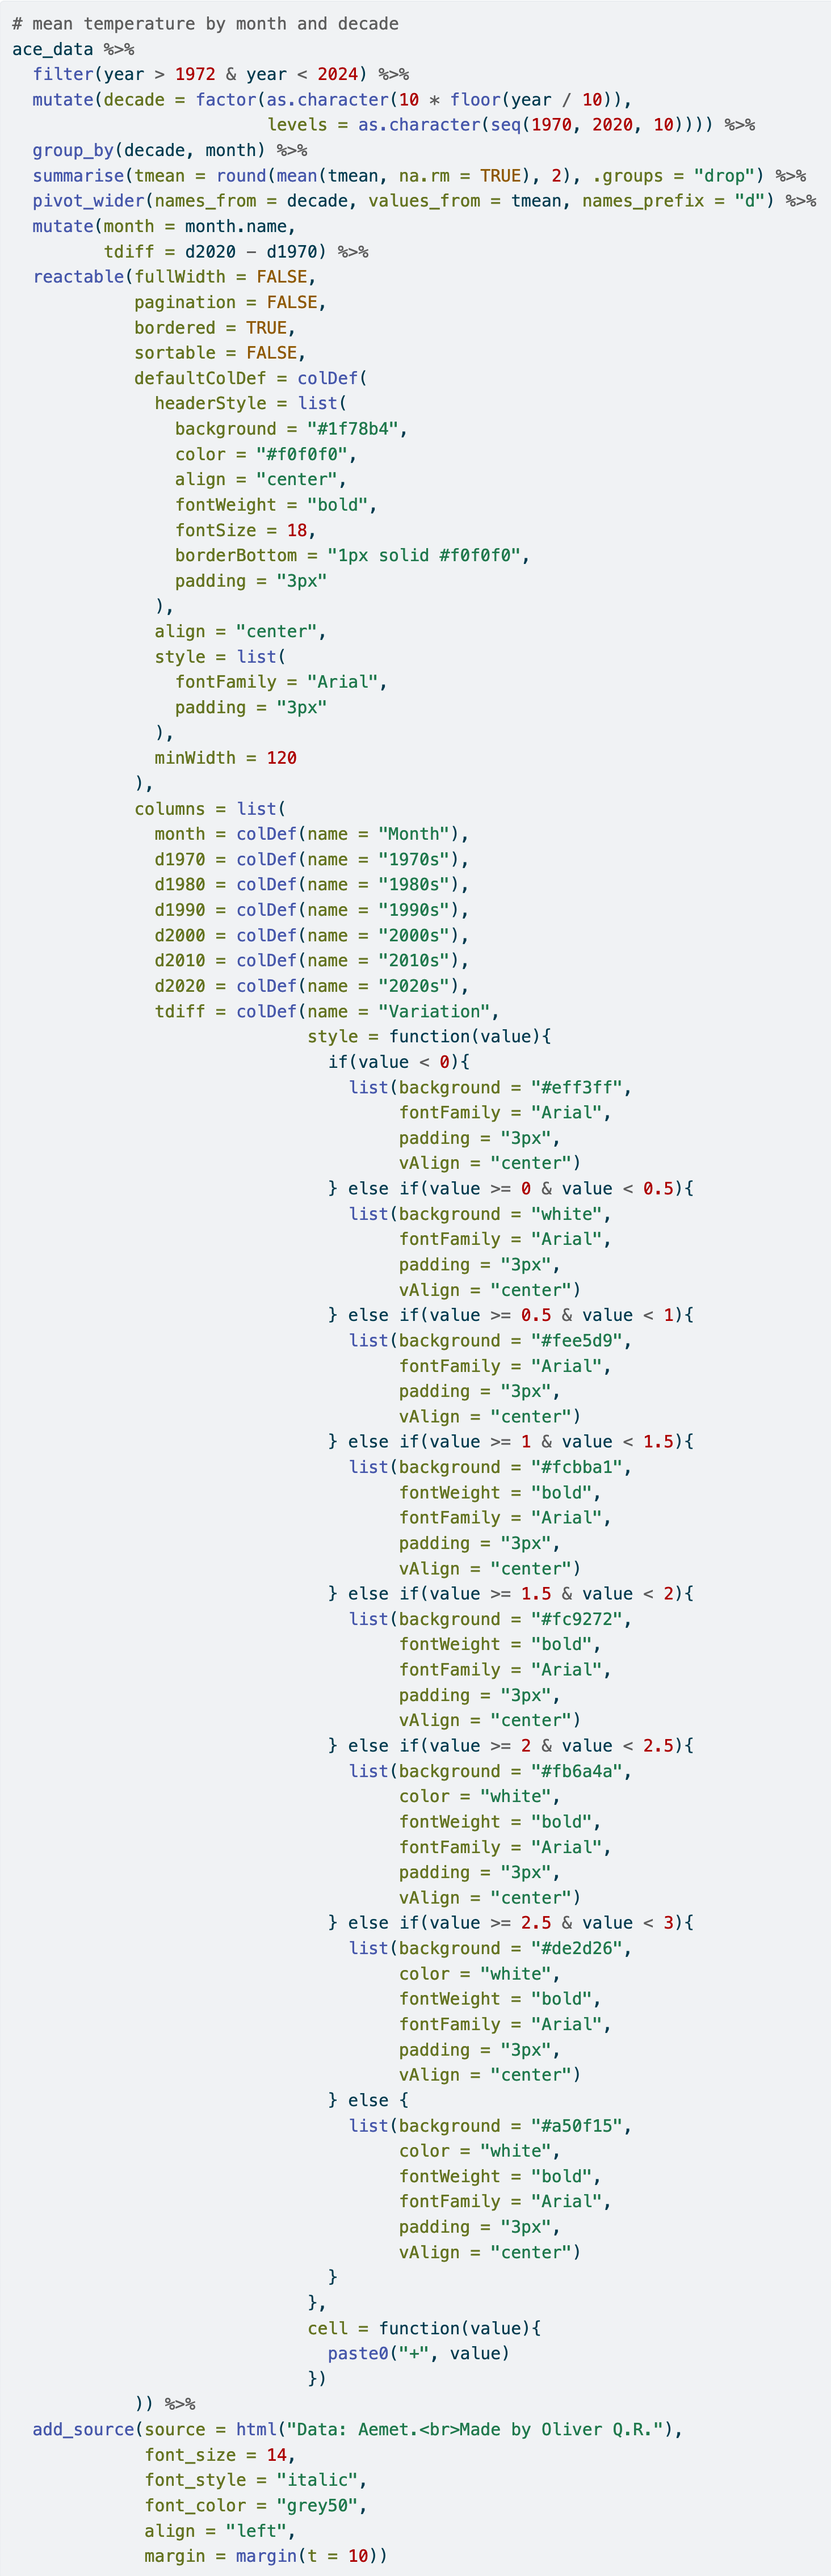 # mean temperature by month and decade
ace_data %>%
  filter(year > 1972 & year < 2024) %>%
  mutate(decade = factor(as.character(10 * floor(year / 10)),
                         levels = as.character(seq(1970, 2020, 10)))) %>%
  group_by(decade, month) %>%
  summarise(tmean = round(mean(tmean, na.rm = TRUE), 2), .groups = "drop") %>%
  pivot_wider(names_from = decade, values_from = tmean, names_prefix = "d") %>%
  mutate(month = month.name,
         tdiff = d2020 - d1970) %>%
  reactable(fullWidth = FALSE,
            pagination = FALSE,
            bordered = TRUE,
            sortable = FALSE,
            defaultColDef = colDef(
              headerStyle = list(
                background = "#1f78b4",
                color = "#f0f0f0",
                align = "center",
                fontWeight = "bold",
                fontSize = 18,
                borderBottom = "1px solid #f0f0f0",
                padding = "3px"
              ),
              align = "center",
              style = list(
                fontFamily = "Arial",
                padding = "3px"
              ),
              minWidth = 120
            ),
            columns = list(
              month = colDef(name = "Month"),
              d1970 = colDef(name = "1970s"),
              d1980 = colDef(name = "1980s"),
              d1990 = colDef(name = "1990s"),
              d2000 = colDef(name = "2000s"),
              d2010 = colDef(name = "2010s"),
              d2020 = colDef(name = "2020s"),
              tdiff = colDef(name = "Variation",
                             style = function(value){
                               if(value < 0){
                                 list(background = "#eff3ff",
                                      fontFamily = "Arial",
                                      padding = "3px",
                                      vAlign = "center")
                               } else if(value >= 0 & value < 0.5){
                                 list(background = "white",
                                      fontFamily = "Arial",
                                      padding = "3px",
                                      vAlign = "center")
                               } else if(value >= 0.5 & value < 1){
                                 list(background = "#fee5d9",
                                      fontFamily = "Arial",
                                      padding = "3px",
                                      vAlign = "center")
                               } else if(value >= 1 & value < 1.5){
                                 list(background = "#fcbba1",
                                      fontWeight = "bold",
                                      fontFamily = "Arial",
                                      padding = "3px",
                                      vAlign = "center")
                               } else if(value >= 1.5 & value < 2){
                                 list(background = "#fc9272",
                                      fontWeight = "bold",
                                      fontFamily = "Arial",
                                      padding = "3px",
                                      vAlign = "center")
                               } else if(value >= 2 & value < 2.5){
                                 list(background = "#fb6a4a",
                                      color = "white",
                                      fontWeight = "bold",
                                      fontFamily = "Arial",
                                      padding = "3px",
                                      vAlign = "center")
                               } else if(value >= 2.5 & value < 3){
                                 list(background = "#de2d26",
                                      color = "white",
                                      fontWeight = "bold",
                                      fontFamily = "Arial",
                                      padding = "3px",
                                      vAlign = "center")
                               } else {
                                 list(background = "#a50f15",
                                      color = "white",
                                      fontWeight = "bold",
                                      fontFamily = "Arial",
                                      padding = "3px",
                                      vAlign = "center")
                               }
                             },
                             cell = function(value){
                               paste0("+", value)
                             })
            )) %>%
  add_source(source = html("Data: Aemet.<br>Made by Oliver Q.R."),
             font_size = 14,
             font_style = "italic",
             font_color = "grey50",
             align = "left",
             margin = margin(t = 10))